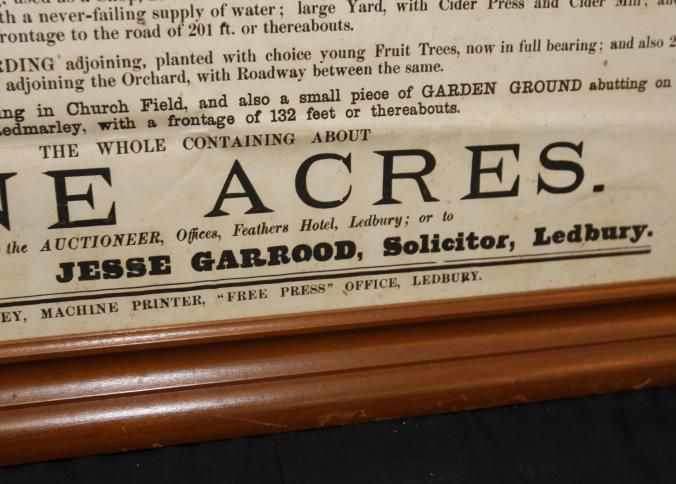 th a never-failing supply of water; large Yard, with Cider Press and Cider Mill; an
rontage to the road of 201 ft. or thereabouts.
RDING adjoining, planted with choice young Fruit Trees, now in full bearing; and also 2
adjoining the Orchard, with Roadway between the same.
ng in Church Field, and also a small piece of GARDEN GROUND abutting on
edmarley, with a frontage of 132 feet or thereabouts.
THE WHOLE CONTAINING ABOUT
NE ACRES.
the AUCTIONEER, Offices, Feathers Hotel, Ledbury; or to
JESSE GARROOD, Solicitor, Ledbury.
EY, MACHINE PRINTER, "FREE PRESS" OFFICE, LEDBURY.